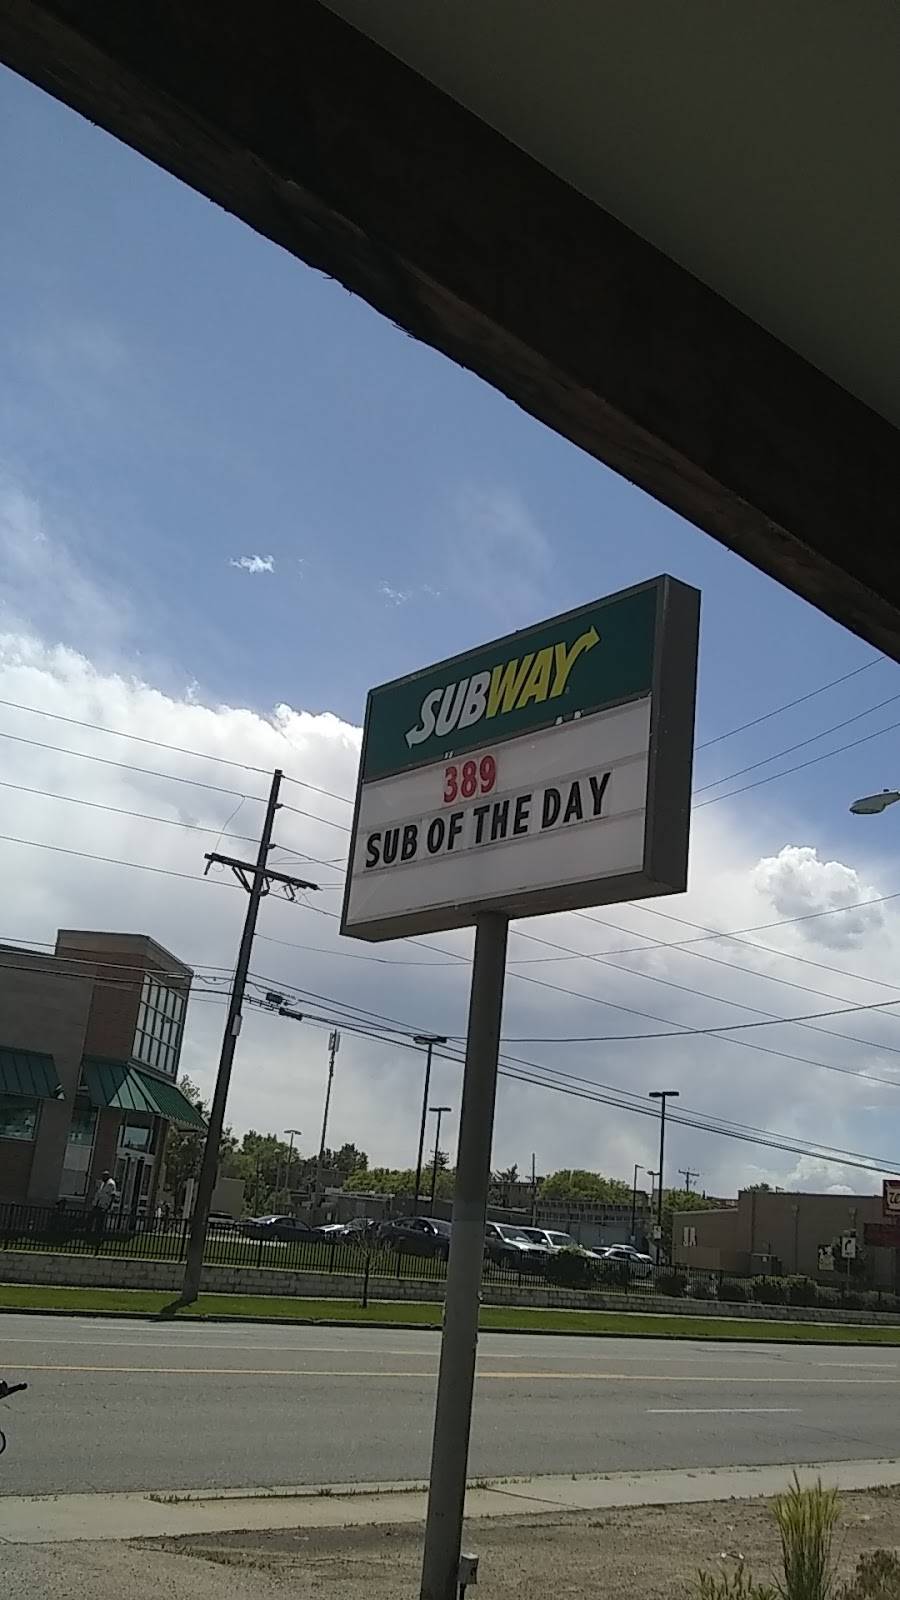 SUBWAY
389
SUB OF THE DAY